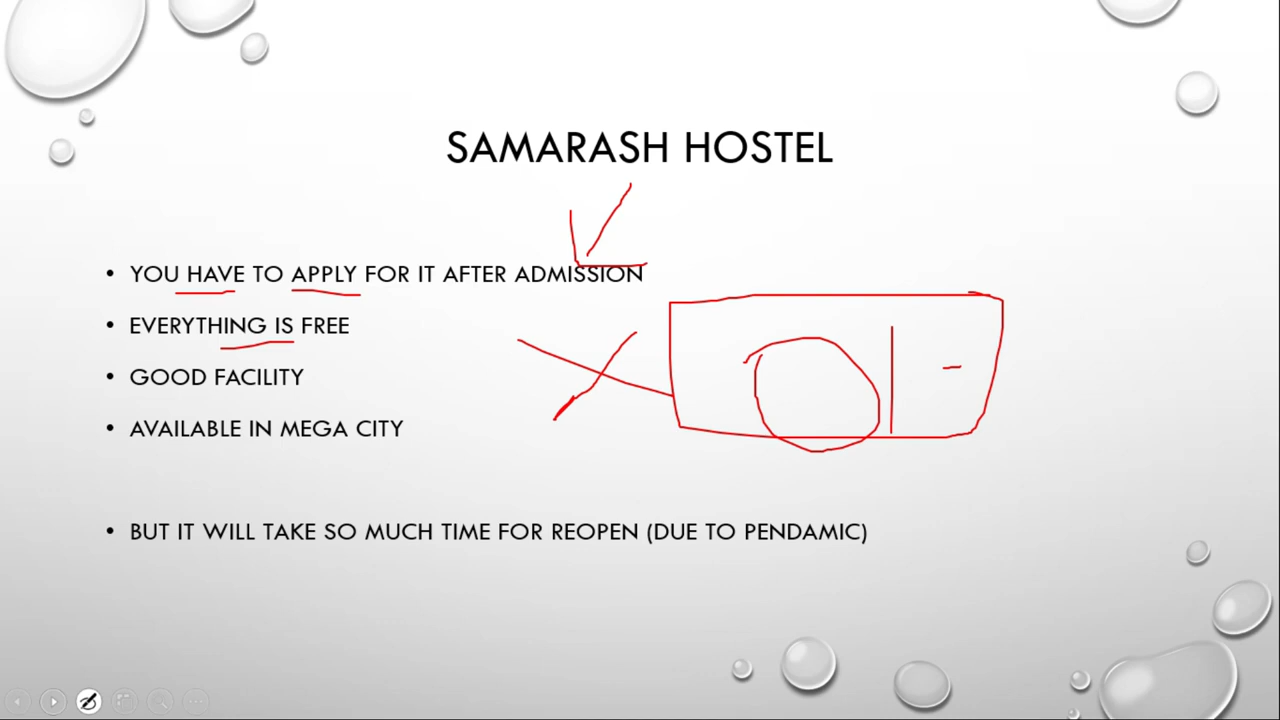 SAMARASH HOSTEL
• YOU HAVE TO APPLY FOR IT AFTER ADMISSION
• EVERYTHING IS FREE
• GOOD FACILITY
• AVAILABLE IN MEGA CITY
• BUT IT WILL TAKE SO MUCH TIME FOR REOPEN (DUE TO PENDAMIC)